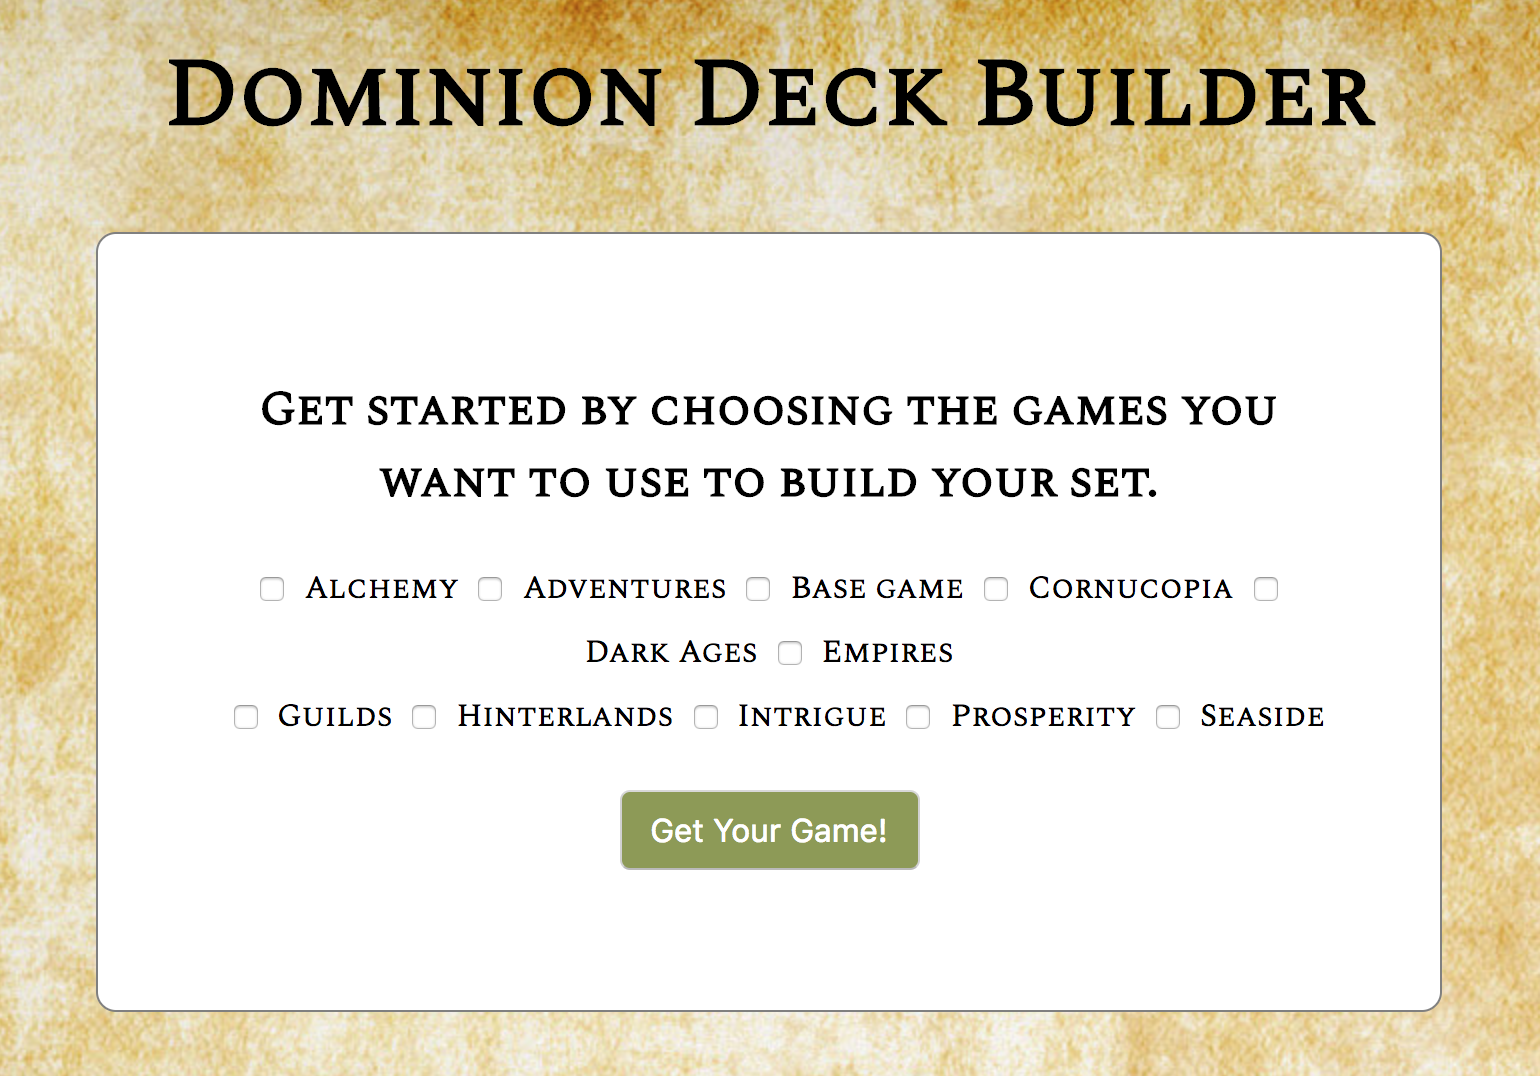 Dominion Deck Builder
Get started by choosing the games you
want to use to build your set.
Alchemy Adventures Base game Cornucopia
Dark Ages Empires
Guilds Hinterlands Intrigue Prosperity Seaside
Get Your Game!